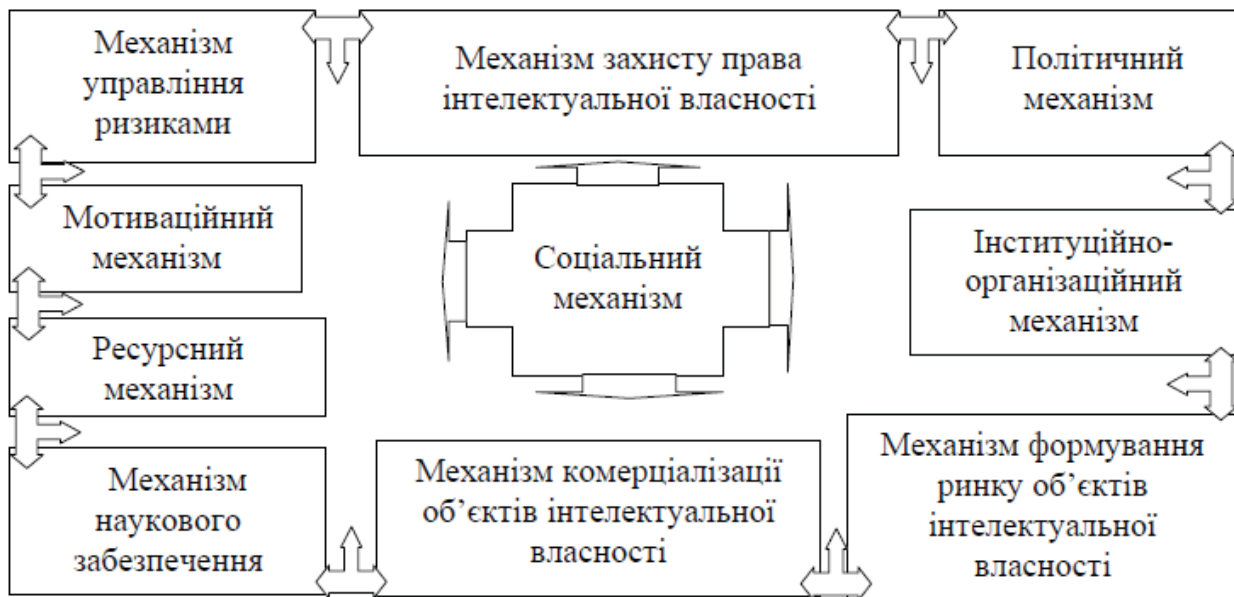 Механізм
управління
ризиками
Механізм захисту права
інтелектуальної власності
Політичний
механізм
Мотиваційний
механізм
Соціальний
механізм
Інституційно-
організаційний
механізм
Ресурсний
механізм
Механізм
наукового
забезпечення
Механізм комерціалізації
об’єктів інтелектуальної
власності
Механізм формування
ринку об’єктів
інтелектуальної
власності